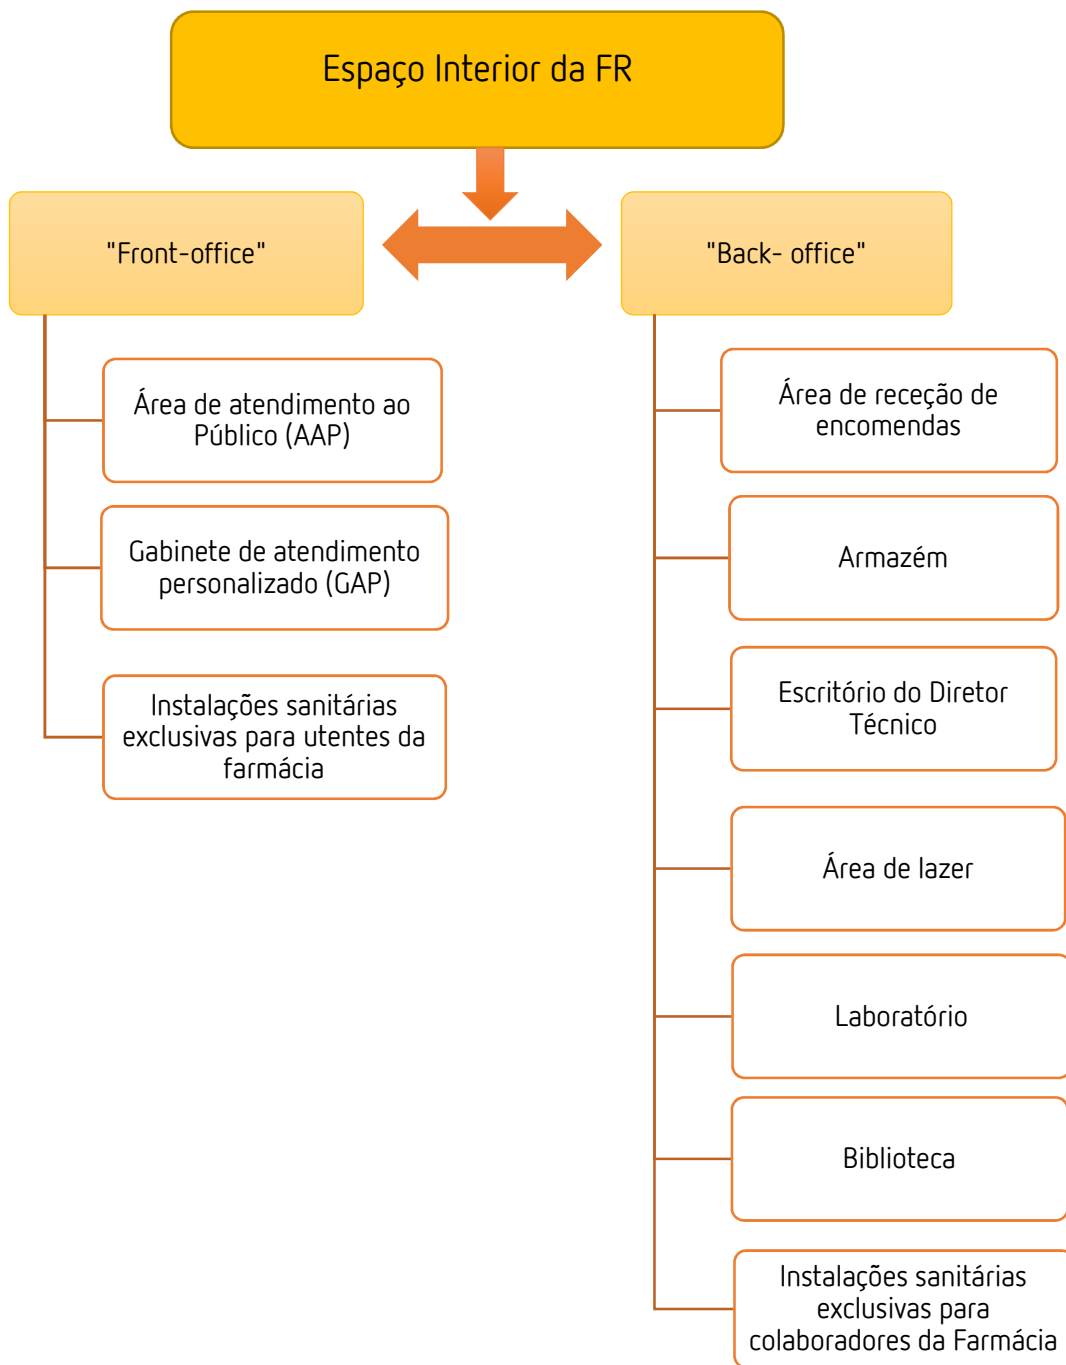 Espaço Interior da FR
"Front-office"
Área de atendimento ao
Público (AAP)
Gabinete de atendimento
personalizado (GAP)
Instalações sanitárias
exclusivas para utentes da
farmácia
"Back- office"
Área de receção de
encomendas
Armazém
Escritório do Diretor
Técnico
Área de lazer
Laboratório
Biblioteca
Instalações sanitárias
exclusivas para
colaboradores da Farmácia